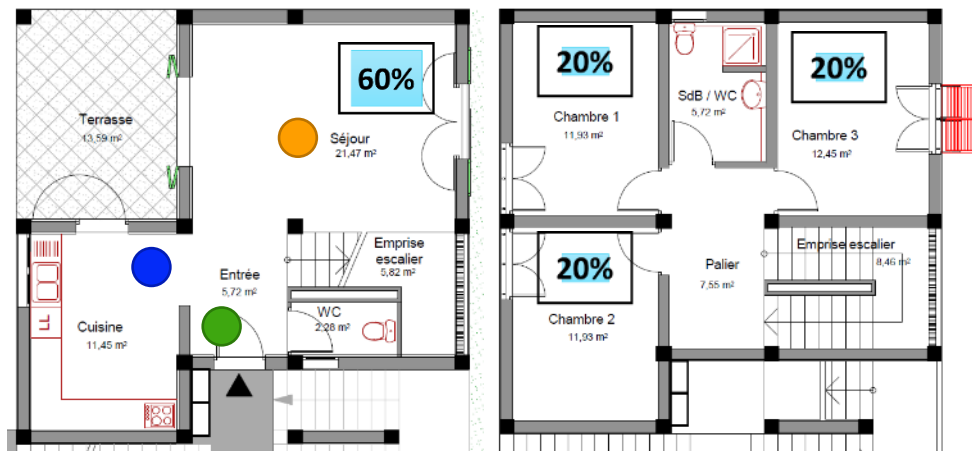 60%
Terrasse
13,59 m²
Séjour
21,47 m²
Entrée
5,72 m²
Emprise
escalier
5,82 m²
WC
2,28 m²
LL
Cuisine
11,45 m²
20%
Chambre 1
11,93 m²
SdB / WC
5,72 m²
20%
Chambre 3
12,45 m²
20%
Chambre 2
11,93 m²
Palier
7,55 m²
Emprise escalier
8,46 m²